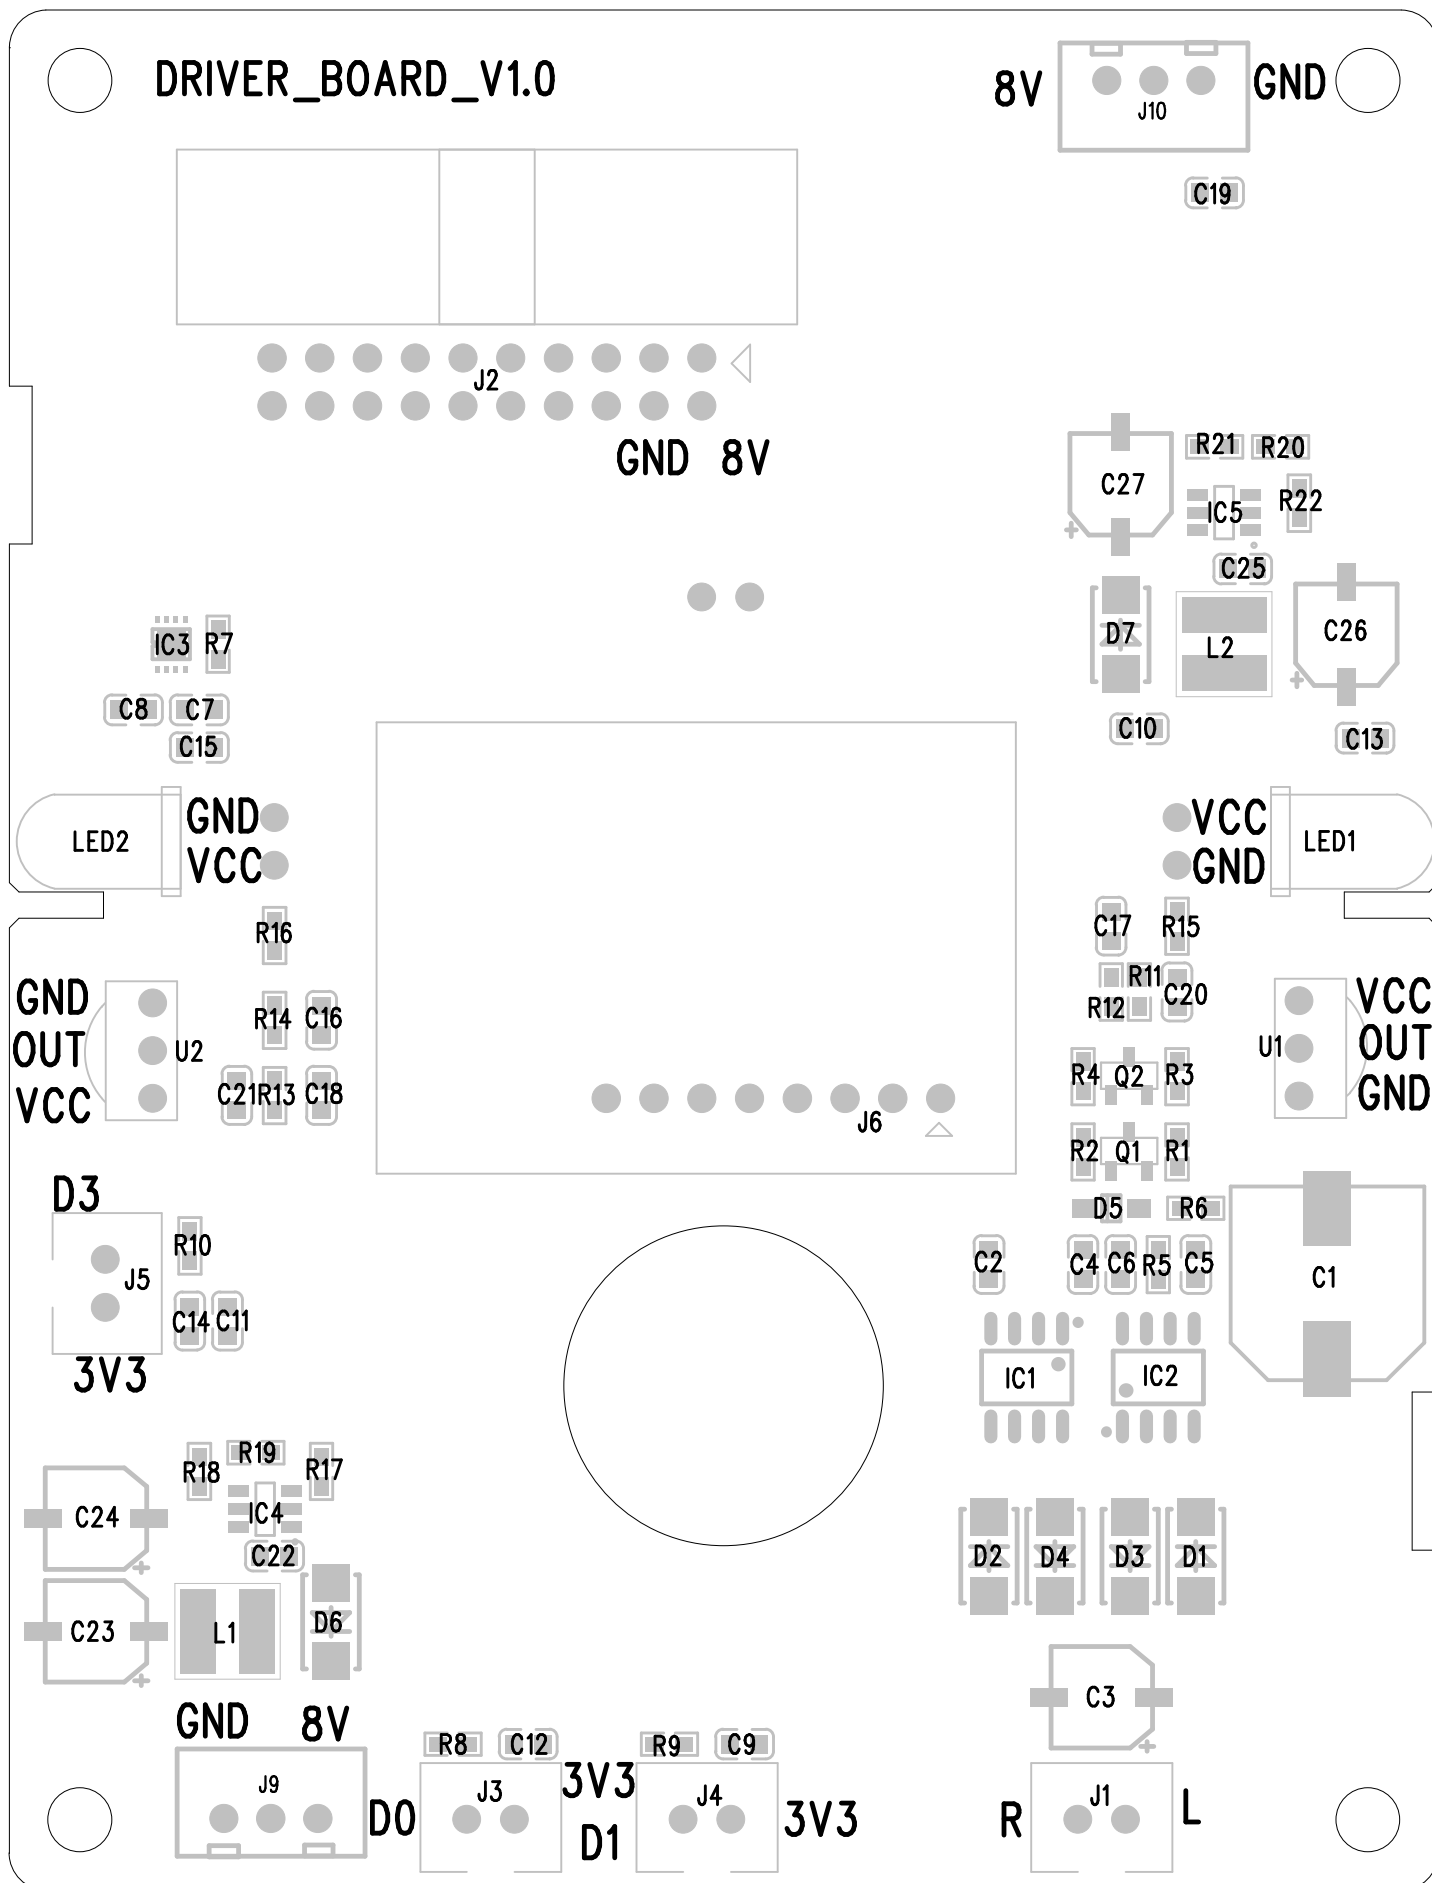 DRIVER_BOARD_V1.0
8V
GND
J10
C19
J2
GND 8V
C27
R21
R20
R22
IC5
C25
IC3
R7
D7
L2
C26
C8
C7
C15
C10
C13
LED2
GND
VCC
VCC
GND
LED1
R16
C17
R15
R11
R12
C20
GND
OUT
VCC
U2
R14
C16
C21
R13
C18
J6
R4
Q2
R3
U1
VCC
OUT
GND
R2
Q1
R1
D3
D5
R6
R10
J5
C14
C11
3V3
C2
C4
C6
R5
C5
C1
IC1
IC2
R18
R19
R17
C24
IC4
C22
C23
L1
D6
D2
D4
D3
D1
C3
GND
8V
R8
C12
R9
C9
J9
D0
J3
3V3
D1
J4
3V3
R
J1
L